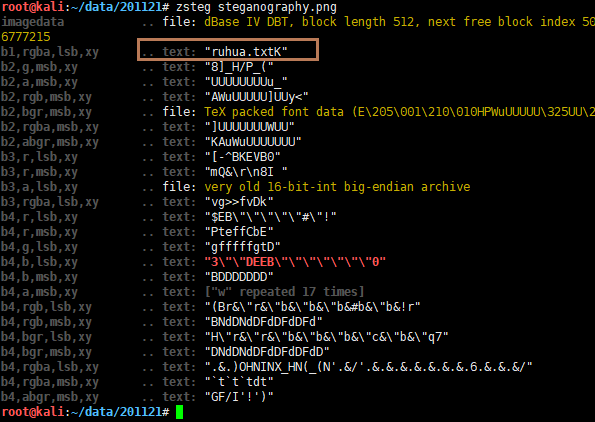 root@kali:~/data/201121# zsteg steganography.png
imagedata .. file: dBase IV DBT, block length 512, next free block index 50
6777215
b1,rgba,lsb,xy .. text: "ruhua.txtK"
b2,g,msb,xy .. text: "8]_H/P_("
b2,a,msb,xy .. text: "UUUUUUUUu_"
b2,rgb,msb,xy .. text: "AWuUUUUU]UUy<"
b2,bgr,msb,xy .. file: TeX packed font data (E\205\001\210\010HPWuUUUUU\325UU\2
b2,rgba,msb,xy .. text: "]UUUUUUUWUU"
b2,abgr,msb,xy .. text: "KAuWuUUUUUUU"
b3,r,lsb,xy .. text: "[-^BKEVB0"
b3,r,msb,xy .. text: "mQ&\r\n8I "
b3,a,lsb,xy .. file: very old 16-bit-int big-endian archive
b3,rgba,lsb,xy .. text: "vg>>fvDk"
b4,r,lsb,xy .. text: "$EB\"\"\"\"\"#\"!"
b4,r,msb,xy .. text: "PteffCbE"
b4,g,lsb,xy .. text: "gfffffgtD"
b4,b,lsb,xy .. text: "3\"\"DEEB\"\"\"\"\"\"\"0"
b4,b,msb,xy .. text: "BDDDDDDD"
b4,a,msb,xy .. text: ["w" repeated 17 times]
b4,rgb,lsb,xy .. text: "(Br&\"r&\"b&\"b&\"b&#b&\"b&!r"
b4,rgb,msb,xy .. text: "BNdDNdDFdDFdDFd"
b4,bgr,lsb,xy .. text: "H\"r&\"r&\"b&\"b&\"b&\"c&\"b&\"q7"
b4,bgr,msb,xy .. text: "DNdDNdDFdDFdDFdD"
b4,rgba,lsb,xy .. text: ".&.)OHNINX_HN(_(N'.&/'.&.&.&.&.&.&.&.6.&.&.&/"
b4,rgba,msb,xy .. text: "`t`t`tdt"
b4,abgr,msb,xy .. text: "GF/I'!')"
root@kali:~/data/201121#